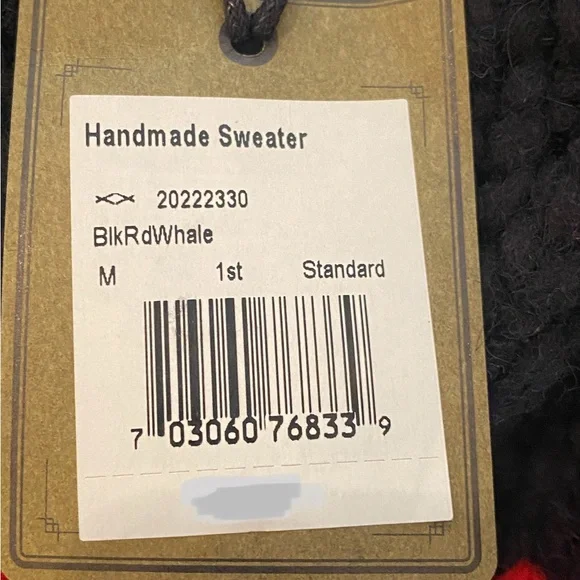 Handmade Sweater
20222330
BlkRdWhale
M 1st Standard
7 03060 76833 9